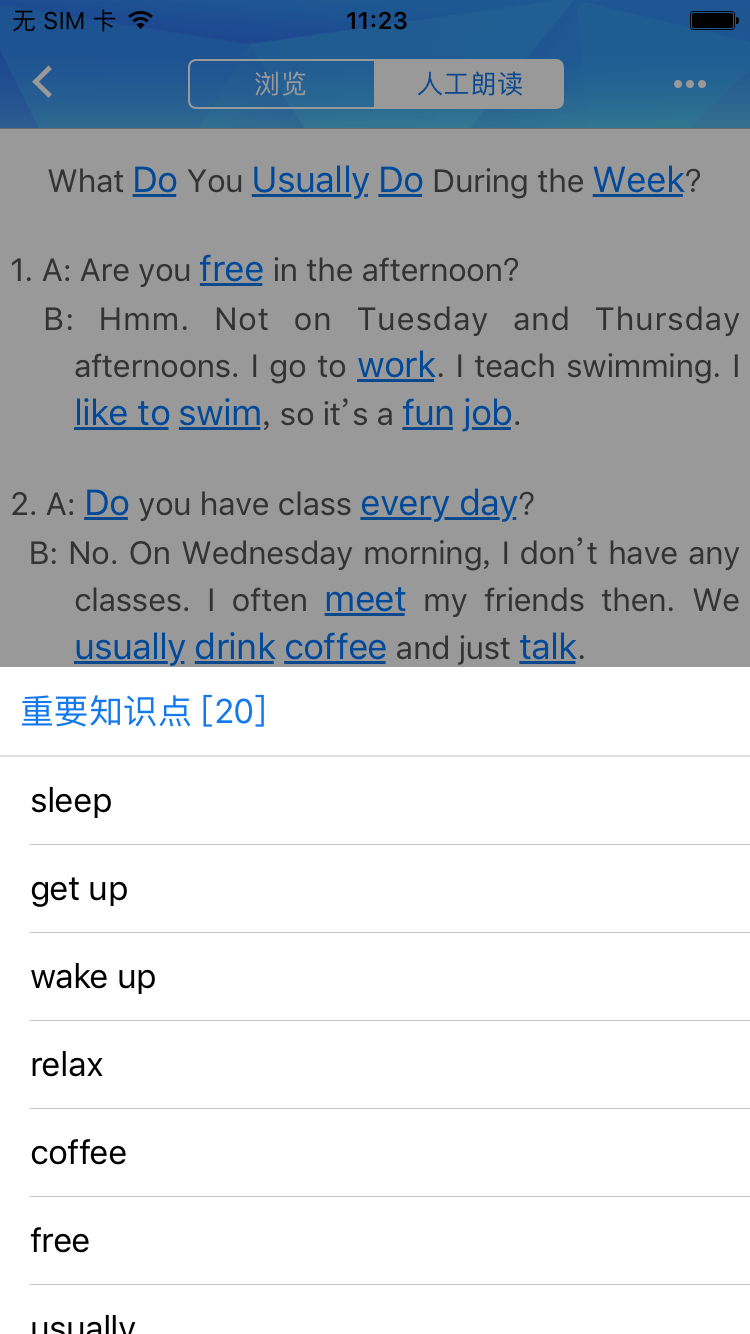 无 SIM 卡 11:23
浏览 人工朗读
What Do You Usually Do During the Week?
1. A: Are you free in the afternoon?
B: Hmm. Not on Tuesday and Thursday
afternoons. I go to work. I teach swimming. I
like to swim, so it’s a fun job.
2. A: Do you have class every day?
B: No. On Wednesday morning, I don’t have any
classes. I often meet my friends then. We
usually drink coffee and just talk.
重要知识点 [20]
sleep
get up
wake up
relax
coffee
free
usually